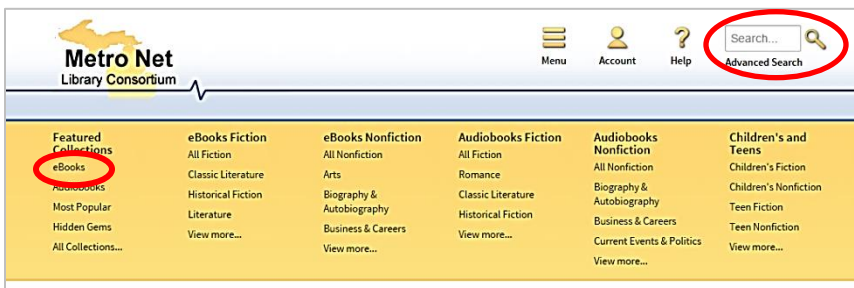 Metro Net
Library Consortium
Menu
Account
Help
Search...
Advanced Search
Featured
Collections
eBooks
Audiobooks
Most Popular
Hidden Gems
All Collections...
eBooks Fiction
All Fiction
Classic Literature
Historical Fiction
Literature
View more...
eBooks Nonfiction
All Nonfiction
Arts
Biography &
Autobiography
Business & Careers
View more...
Audiobooks Fiction
All Fiction
Romance
Classic Literature
Historical Fiction
View more...
Audiobooks
Nonfiction
All Nonfiction
Biography &
Autobiography
Business & Careers
Current Events & Politics
View more...
Children's and
Teens
Children's Fiction
Children's Nonfiction
Teen Fiction
Teen Nonfiction
View more...